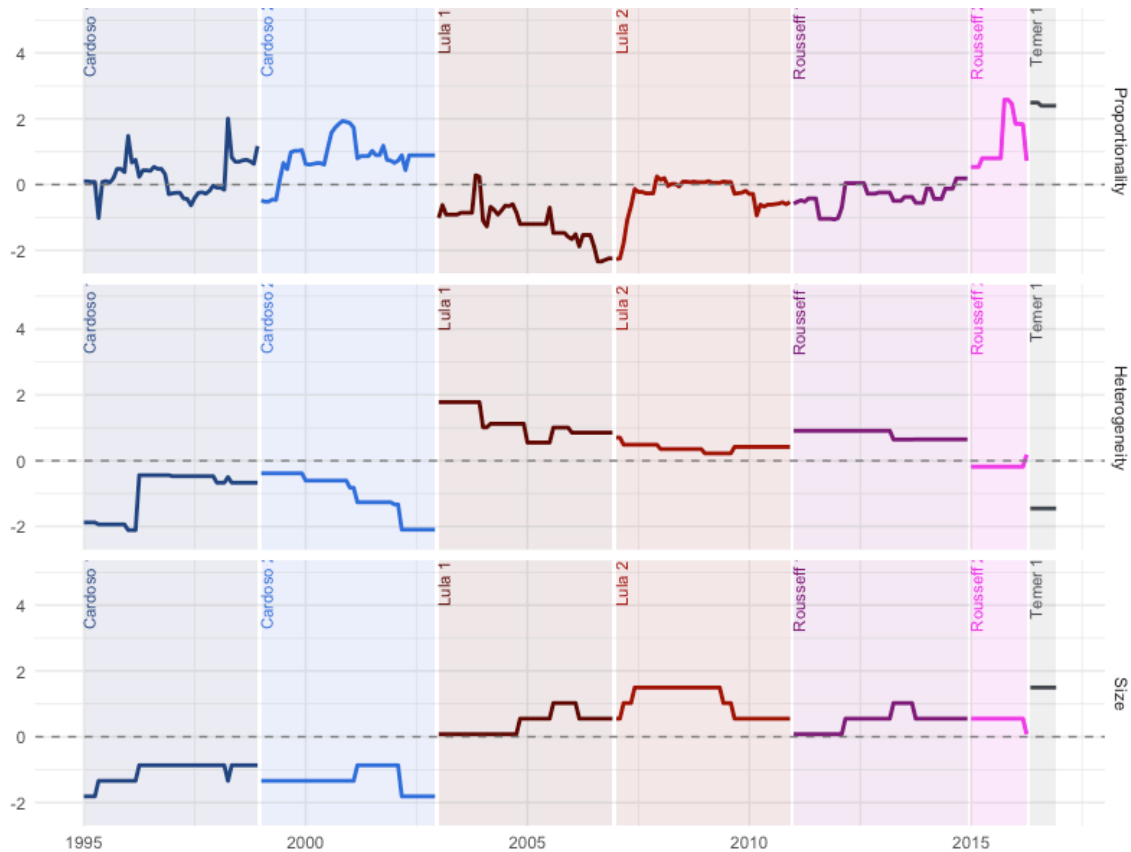 Cardoso
Cardoso 2
Lula 1
Lula 2
Rousseff
Rousseff 2
Temer 1
4
2
0
-2
Proportionality
Cardoso
Cardoso 2
Lula 1
Lula 2
Rousseff
Rousseff 2
Temer 1
4
2
0
-2
Heterogeneity
Cardoso
Cardoso 2
Lula 1
Lula 2
Rousseff
Rousseff 2
Temer 1
4
2
0
-2
Size
1995
2000
2005
2010
2015